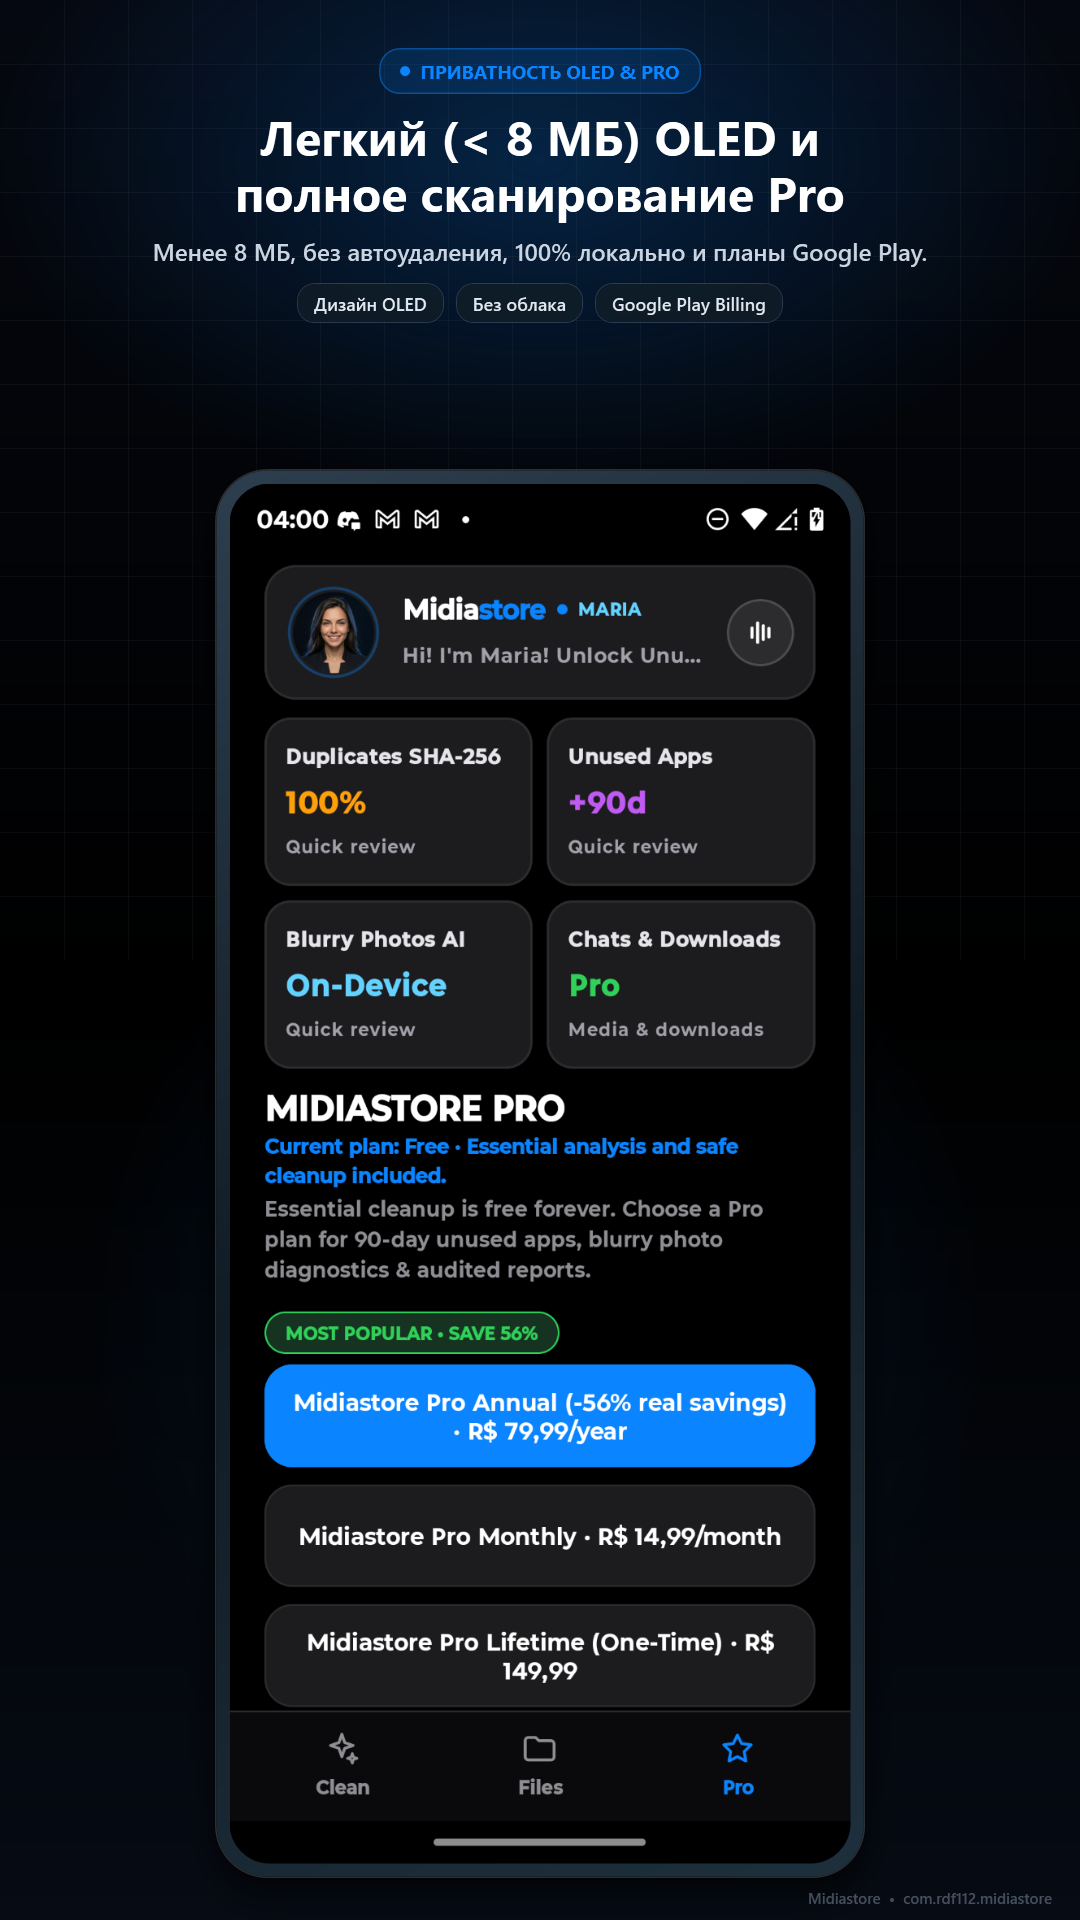 ПРИВАТНОСТЬ OLED & PRO
Легкий (< 8 МБ) OLED и
полное сканирование Pro
Менее 8 МБ, без автоудаления, 100% локально и планы Google Play.
Дизайн OLED
Без облака
Google Play Billing
04:00
Midiastore • MARIA
Hi! I'm Maria! Unlock Unu...
Duplicates SHA-256
100%
Quick review
Unused Apps
+90d
Quick review
Blurry Photos AI
On-Device
Quick review
Chats & Downloads
Pro
Media & downloads
MIDIASTORE PRO
Current plan: Free · Essential analysis and safe
cleanup included.
Essential cleanup is free forever. Choose a Pro
plan for 90-day unused apps, blurry photo
diagnostics & audited reports.
MOST POPULAR • SAVE 56%
Midiastore Pro Annual (-56% real savings)
· R$ 79,99/year
Midiastore Pro Monthly · R$ 14,99/month
Midiastore Pro Lifetime (One-Time) · R$
149,99
Clean
Files
Pro
Midiastore • com.rdf112.midiastore